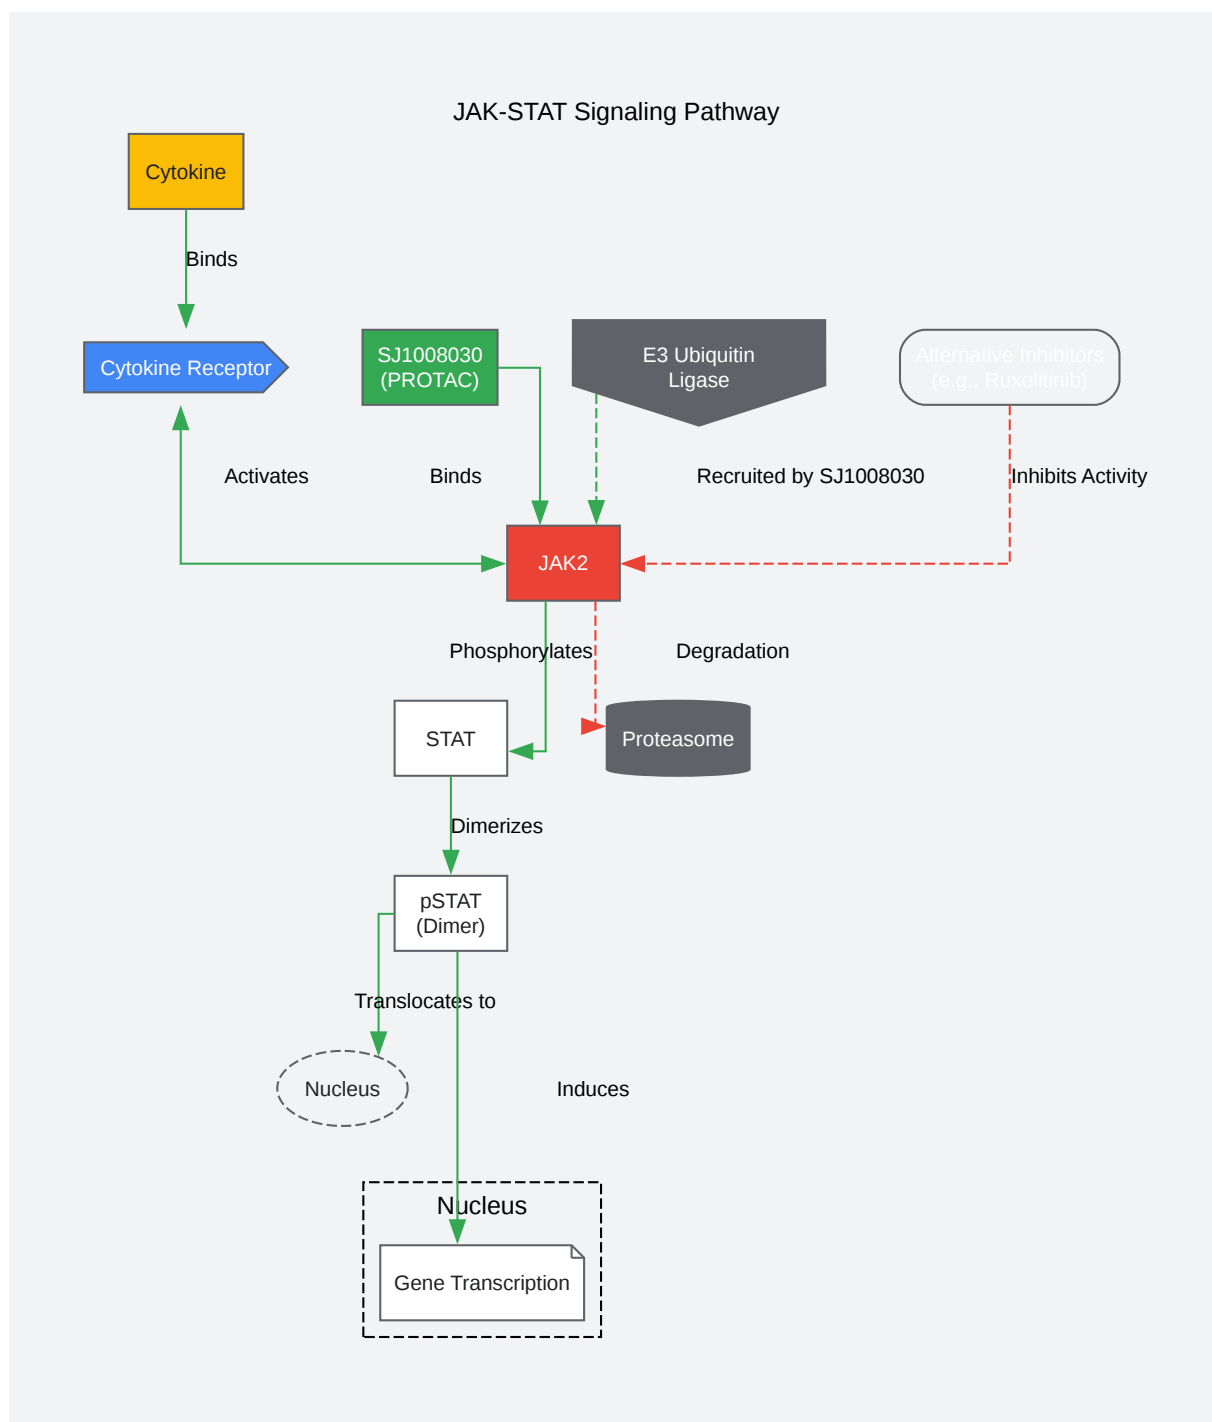 JAK-STAT Signaling Pathway
Cytokine
Binds
Cytokine Receptor
SJ1008030
(PROTAC)
E3 Ubiquitin
Ligase
Alternative Inhibitors
(e.g., Ruxolitinib)
Activates
Binds
Recruited by SJ1008030
Inhibits Activity
JAK2
Phosphorylates
Degradation
STAT
Proteasome
Dimerizes
pSTAT
(Dimer)
Translocates to
Nucleus
Induces
Nucleus
Gene Transcription